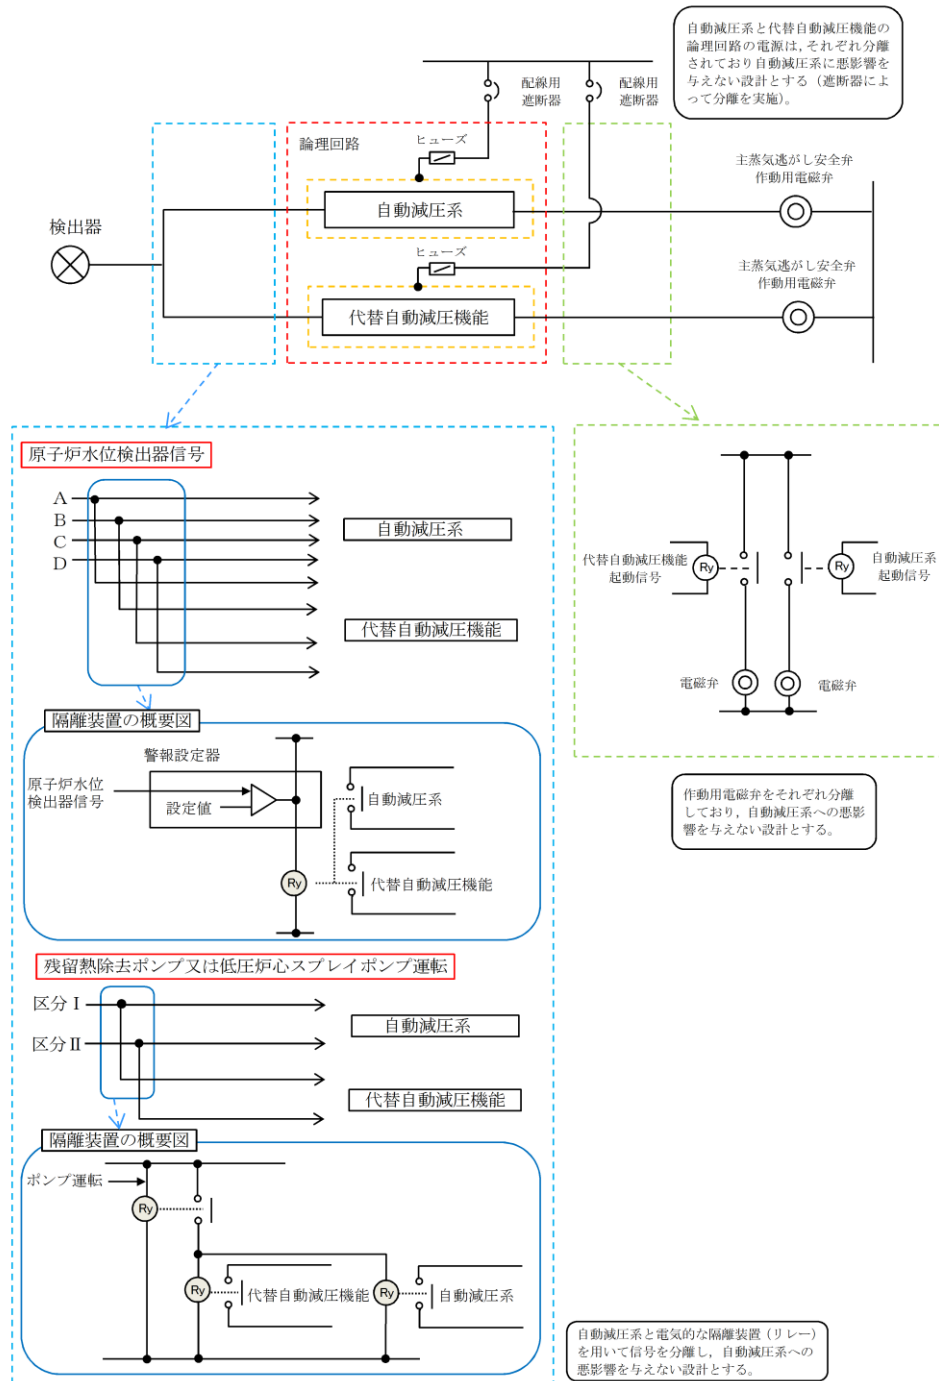 自動減圧系と代替自動減圧機能の
論理回路の電源は,それぞれ分離
されており自動減圧系に悪影響を
与えない設計とする（遮断器によ
って分離を実施）。
配線用
遮断器
配線用
遮断器
論理回路
ヒューズ
主蒸気逃がし安全弁
作動用電磁弁
自動減圧系
検出器
ヒューズ
主蒸気逃がし安全弁
作動用電磁弁
代替自動減圧機能
原子炉水位検出器信号
A
B
C
D
自動減圧系
代替自動減圧機能
代替自動減圧機能
起動信号
Ry
Ry
自動減圧系
起動信号
電磁弁
電磁弁
隔離装置の概要図
警報設定器
原子炉水位
検出器信号
設定値
自動減圧系
Ry
代替自動減圧機能
作動用電磁弁をそれぞれ分離
しており，自動減圧系への悪影
響を与えない設計とする。
残留熱除去ポンプ又は低圧炉心スプレイポンプ運転
区分Ⅰ
区分Ⅱ
自動減圧系
代替自動減圧機能
隔離装置の概要図
ポンプ運転
Ry
Ry
代替自動減圧機能
Ry
自動減圧系
自動減圧系と電気的な隔離装置（リレー）
を用いて信号を分離し，自動減圧系への
悪影響を与えない設計とする。